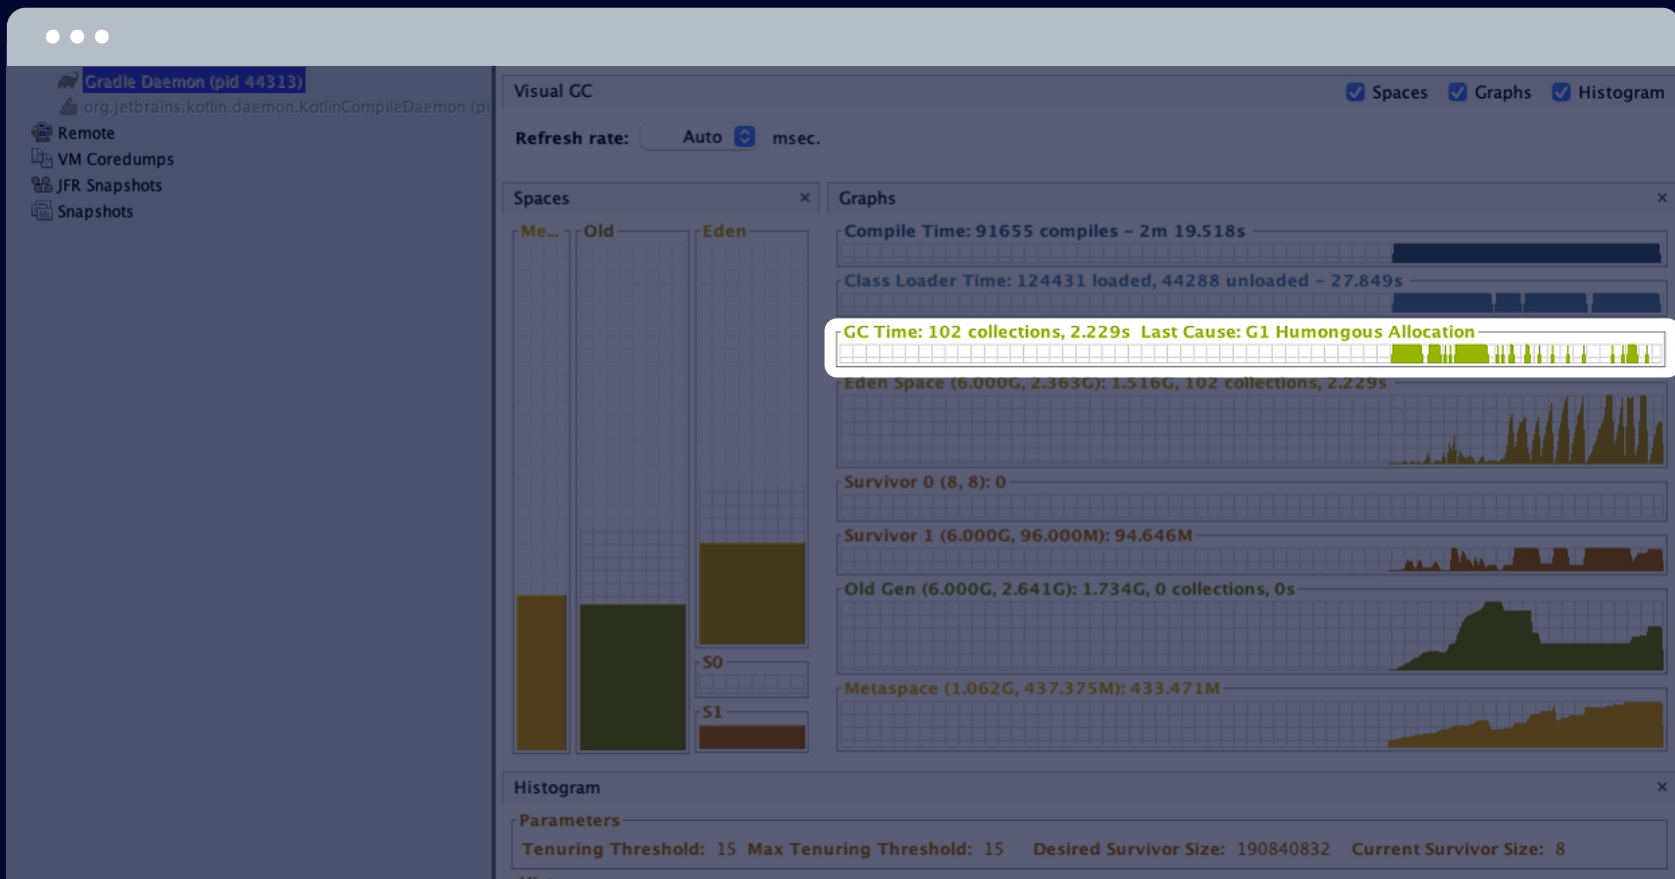 Gradle Daemon (pid 44313)
org.jetbrains.kotlin.daemon.KotlinCompileDaemon (pi
Remote
VM Coredumps
JFR Snapshots
Snapshots
Visual GC
Spaces
Graphs
Histogram
Refresh rate: Auto msec.
Spaces
Me...
Old
Eden
S0
S1
Graphs
Compile Time: 91655 compiles – 2m 19.518s
Class Loader Time: 124431 loaded, 44288 unloaded – 27.849s
GC Time: 102 collections, 2.229s Last Cause: G1 Humongous Allocation
Eden Space (6.000G, 2.363G): 1.516G, 102 collections, 2.229s
Survivor 0 (8, 8): 0
Survivor 1 (6.000G, 96.000M): 94.646M
Old Gen (6.000G, 2.641G): 1.734G, 0 collections, 0s
Metaspace (1.062G, 437.375M): 433.471M
Histogram
Parameters
Tenuring Threshold: 15 Max Tenuring Threshold: 15 Desired Survivor Size: 190840832 Current Survivor Size: 8